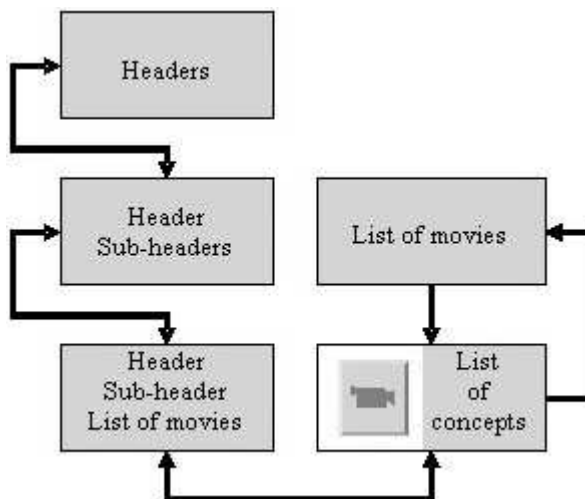 Headers
Header
Sub-headers
List of movies
Header
Sub-header
List of movies
List
of
concepts